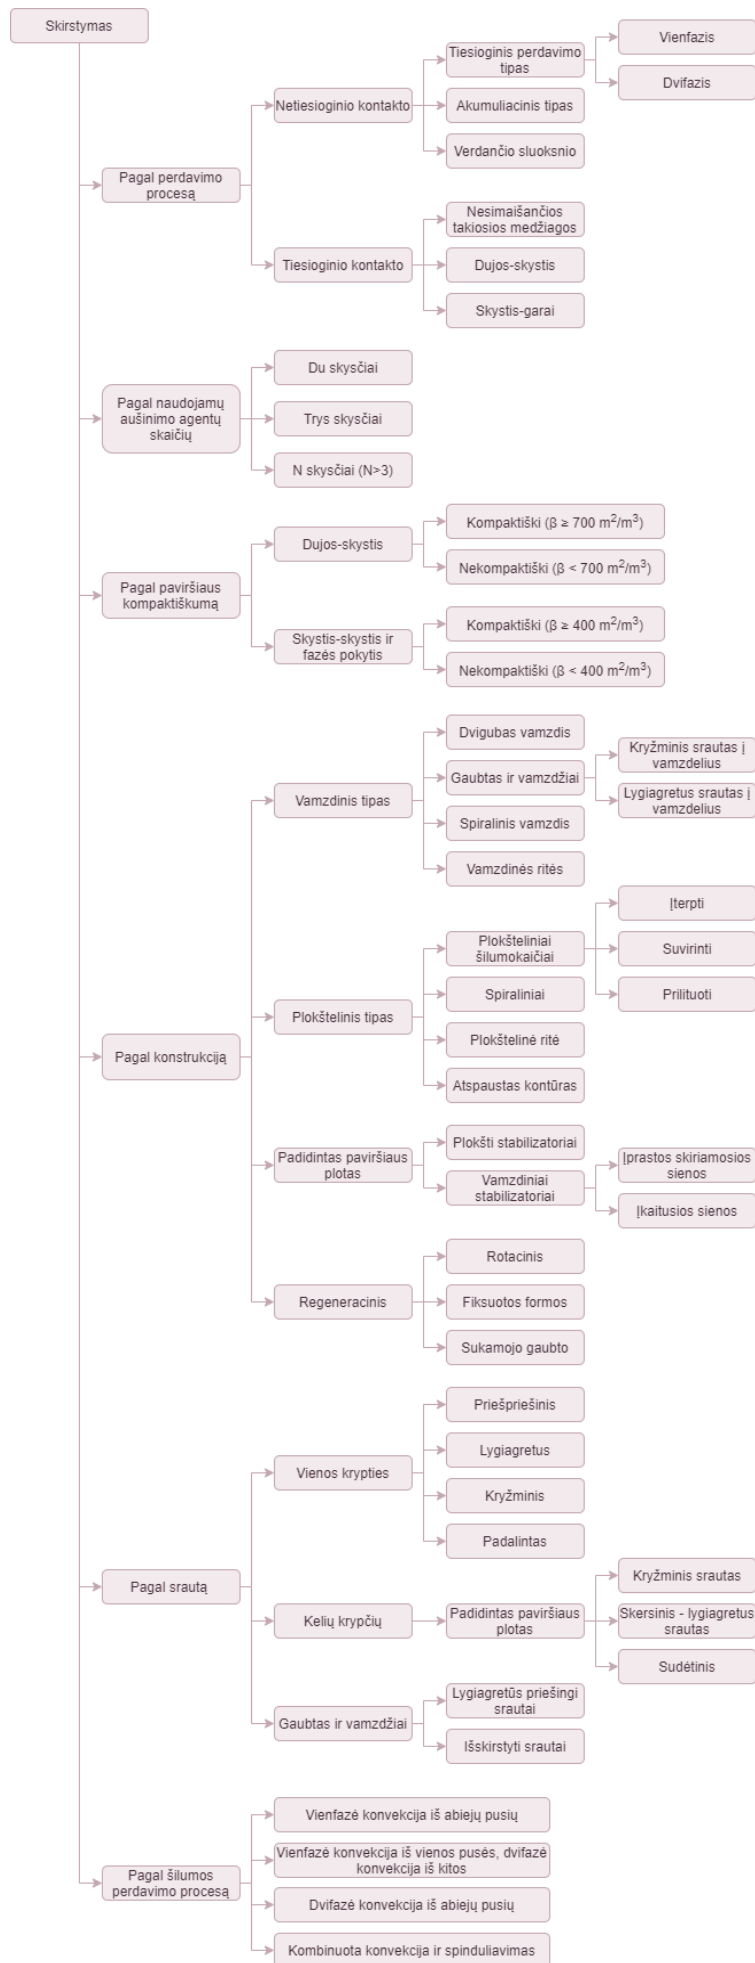 Skirstymas
Pagal perdavimo
procesą
Netiesioginio kontakto
Tiesioginis perdavimo
tipas
Vienfazis
Dvifazis
Akumuliacinis tipas
Verdančio sluoksnio
Tiesioginio kontakto
Nesimaišančios
takiosios medžiagos
Dujos-skystis
Skystis-garai
Pagal naudojamų
aušinimo agentų
skaičių
Du skysčiai
Trys skysčiai
N skysčiai (N>3)
Pagal paviršiaus
kompaktiškumą
Dujos-skystis
Kompaktiški (β ≥ 700 m²/m³)
Nekompaktiški (β < 700 m²/m³)
Skystis-skystis ir
fazės pokytis
Kompaktiški (β ≥ 400 m²/m³)
Nekompaktiški (β < 400 m²/m³)
Pagal konstrukciją
Vamzdinis tipas
Dvigubas vamzdis
Gaubtas ir vamzdžiai
Kryžminis srautas į
vamzdelius
Lygiagretus srautas į
vamzdelius
Spiralinis vamzdis
Vamzdinės ritės
Plokštelinis tipas
Plokšteliniai
šilumokaičiai
Įterpti
Suvirinti
Prilituoti
Spiraliniai
Plokštelinė ritė
Atspaustas kontūras
Padidintas paviršiaus
plotas
Plokšti stabilizatoriai
Vamzdiniai
stabilizatoriai
Įprastos skiriamosios
sienos
Įkaitusios sienos
Regeneracinis
Rotacinis
Fiksuotos formos
Sukamojo gaubto
Pagal srautą
Vienos krypties
Priešpriešinis
Lygiagretus
Kryžminis
Padalintas
Kelių krypčių
Padidintas paviršiaus
plotas
Kryžminis srautas
Skersinis - lygiagretus
srautas
Sudėtinis
Gaubtas ir vamzdžiai
Lygiagretūs priešingi
srautai
Išskirstyti srautai
Pagal šilumos
perdavimo procesą
Vienfazė konvekcija iš abiejų pusių
Vienfazė konvekcija iš vienos pusės, dvifazė
konvekcija iš kitos
Dvifazė konvekcija iš abiejų pusių
Kombinuota konvekcija ir spinduliavimas